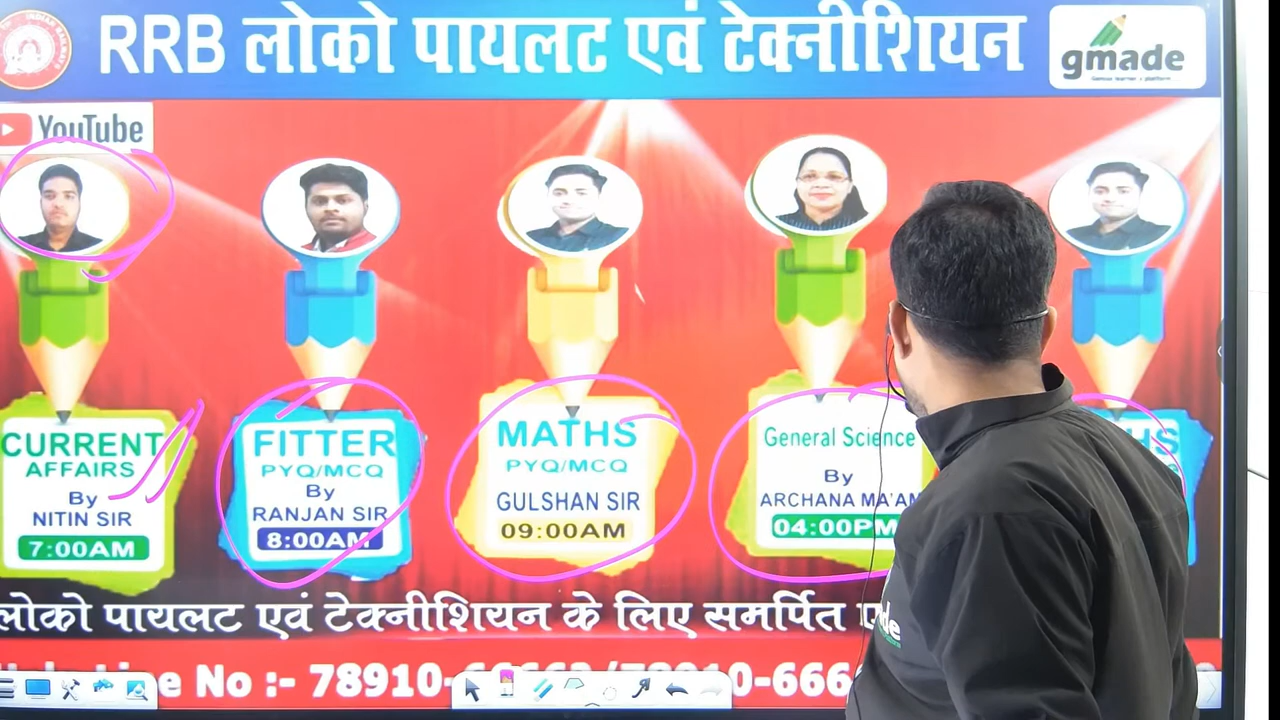 RRB लोको पायलट एवं टेक्नीशियन
gmade
YouTube
CURRENT
AFFAIRS
By
NITIN SIR
7:00AM
FITTER
PYQ/MCQ
By
RANJAN SIR
8:00AM
MATHS
PYQ/MCQ
GULSHAN SIR
09:00AM
General Science
By
ARCHANA MA'AM
04:00PM
HS
लोको पायलट एवं टेक्नीशियन के लिए समर्पित
e No :- 78910-